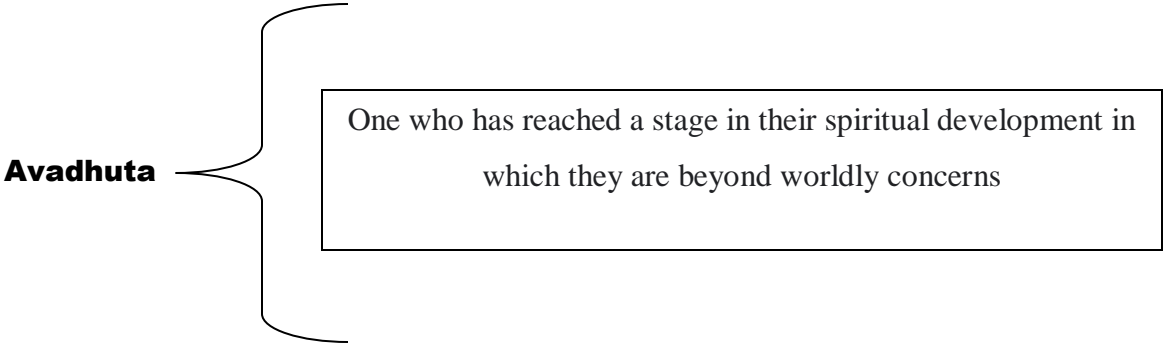 Avadhuta
One who has reached a stage in their spiritual development in
which they are beyond worldly concerns